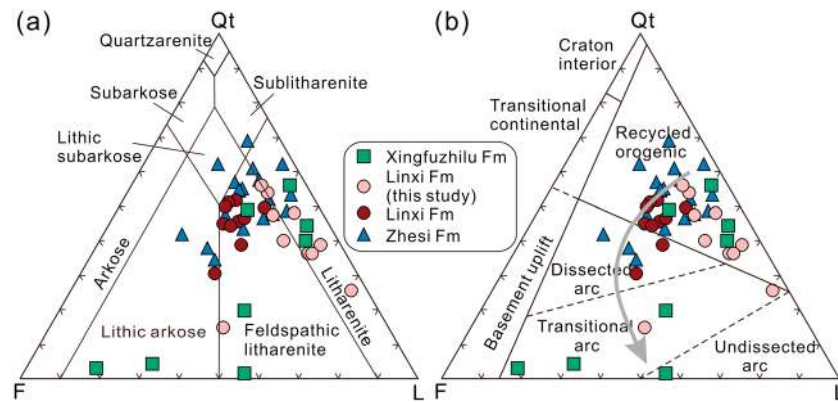 (a)
Qt
Quartzarenite
Subarkose
Sublitharenite
Lithic
subarkose
Arkose
Litharenite
Lithic arkose
Feldspathic
litharenite
F
L
Xingfuzhilu Fm
Linxi Fm
(this study)
Linxi Fm
Zhesi Fm
(b)
Qt
Craton
interior
Transitional
continental
Recycled
orogenic
Basement uplift
Dissected
arc
Transitional
arc
Undissected
arc
F
L